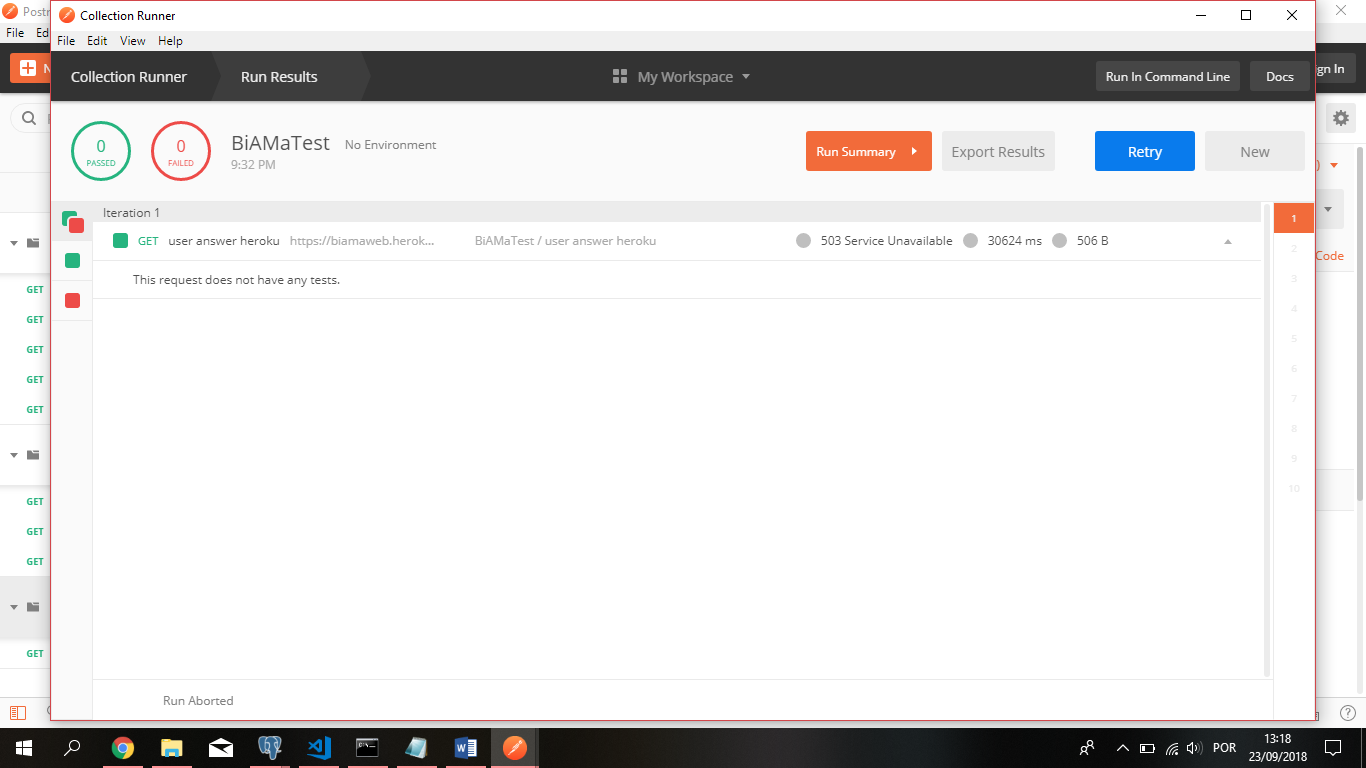 Postm
Collection Runner
File Ed
File Edit View Help
N
Collection Runner
Run Results
My Workspace
Run In Command Line
Docs
gn In
0
PASSED
0
FAILED
BiAMaTest
No Environment
9:32 PM
Run Summary
Export Results
Retry
New
Iteration 1
GET user answer heroku https://biamaweb.herok... BiAMaTest / user answer heroku 503 Service Unavailable 30624 ms 506 B
This request does not have any tests.
1
2
3
4
5
6
7
8
9
10
Code
GET
GET
GET
GET
GET
GET
GET
GET
GET
Run Aborted
POR
13:18
23/09/2018